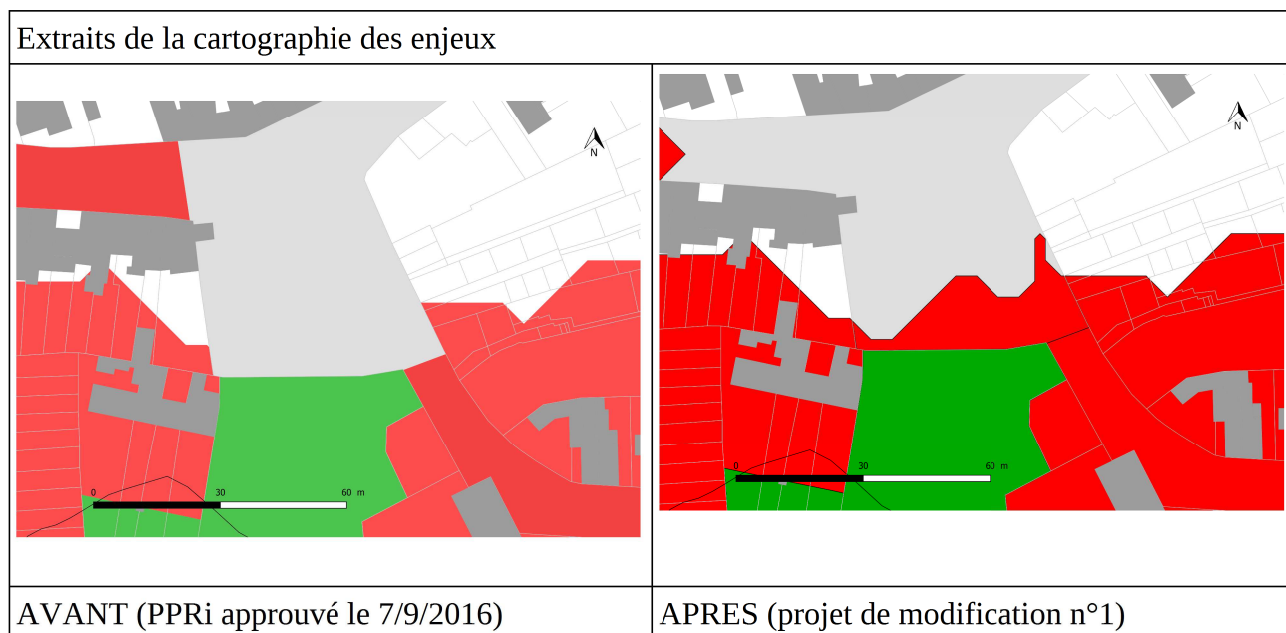 Extraits de la cartographie des enjeux
N
0 30 60 m
N
0 30 60 m
AVANT (PPRi approuvé le 7/9/2016)
APRES (projet de modification n°1)